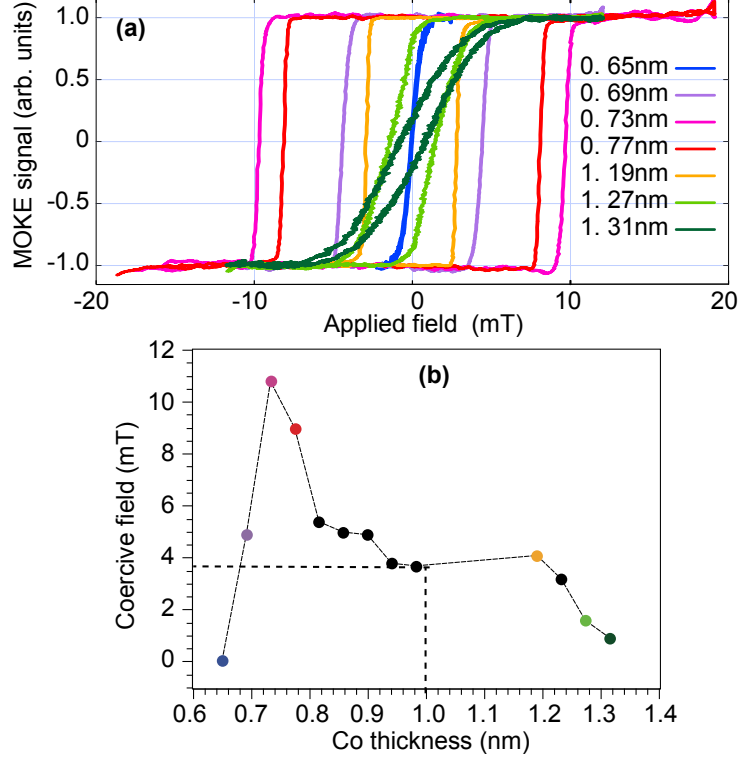 (a)
MOKE signal (arb. units)
1.0
0.5
0
-0.5
-1.0
0. 65nm
0. 69nm
0. 73nm
0. 77nm
1. 19nm
1. 27nm
1. 31nm
-20 -10 0 10 20
Applied field (mT)
(b)
Coercive field (mT)
12
10
8
6
4
2
0
0.6 0.7 0.8 0.9 1.0 1.1 1.2 1.3 1.4
Co thickness (nm)